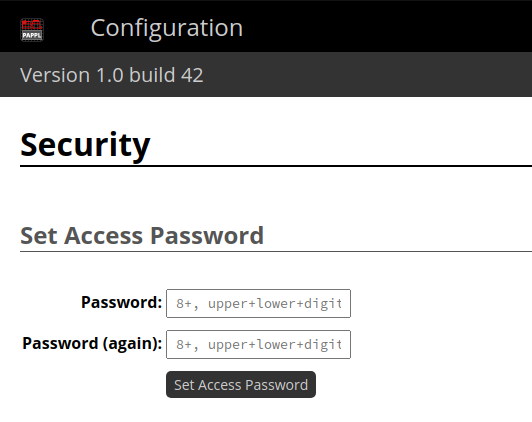 PAPPL
Configuration
Version 1.0 build 42
Security
Set Access Password
Password: 8+, upper+lower+digit
Password (again): 8+, upper+lower+digit
Set Access Password